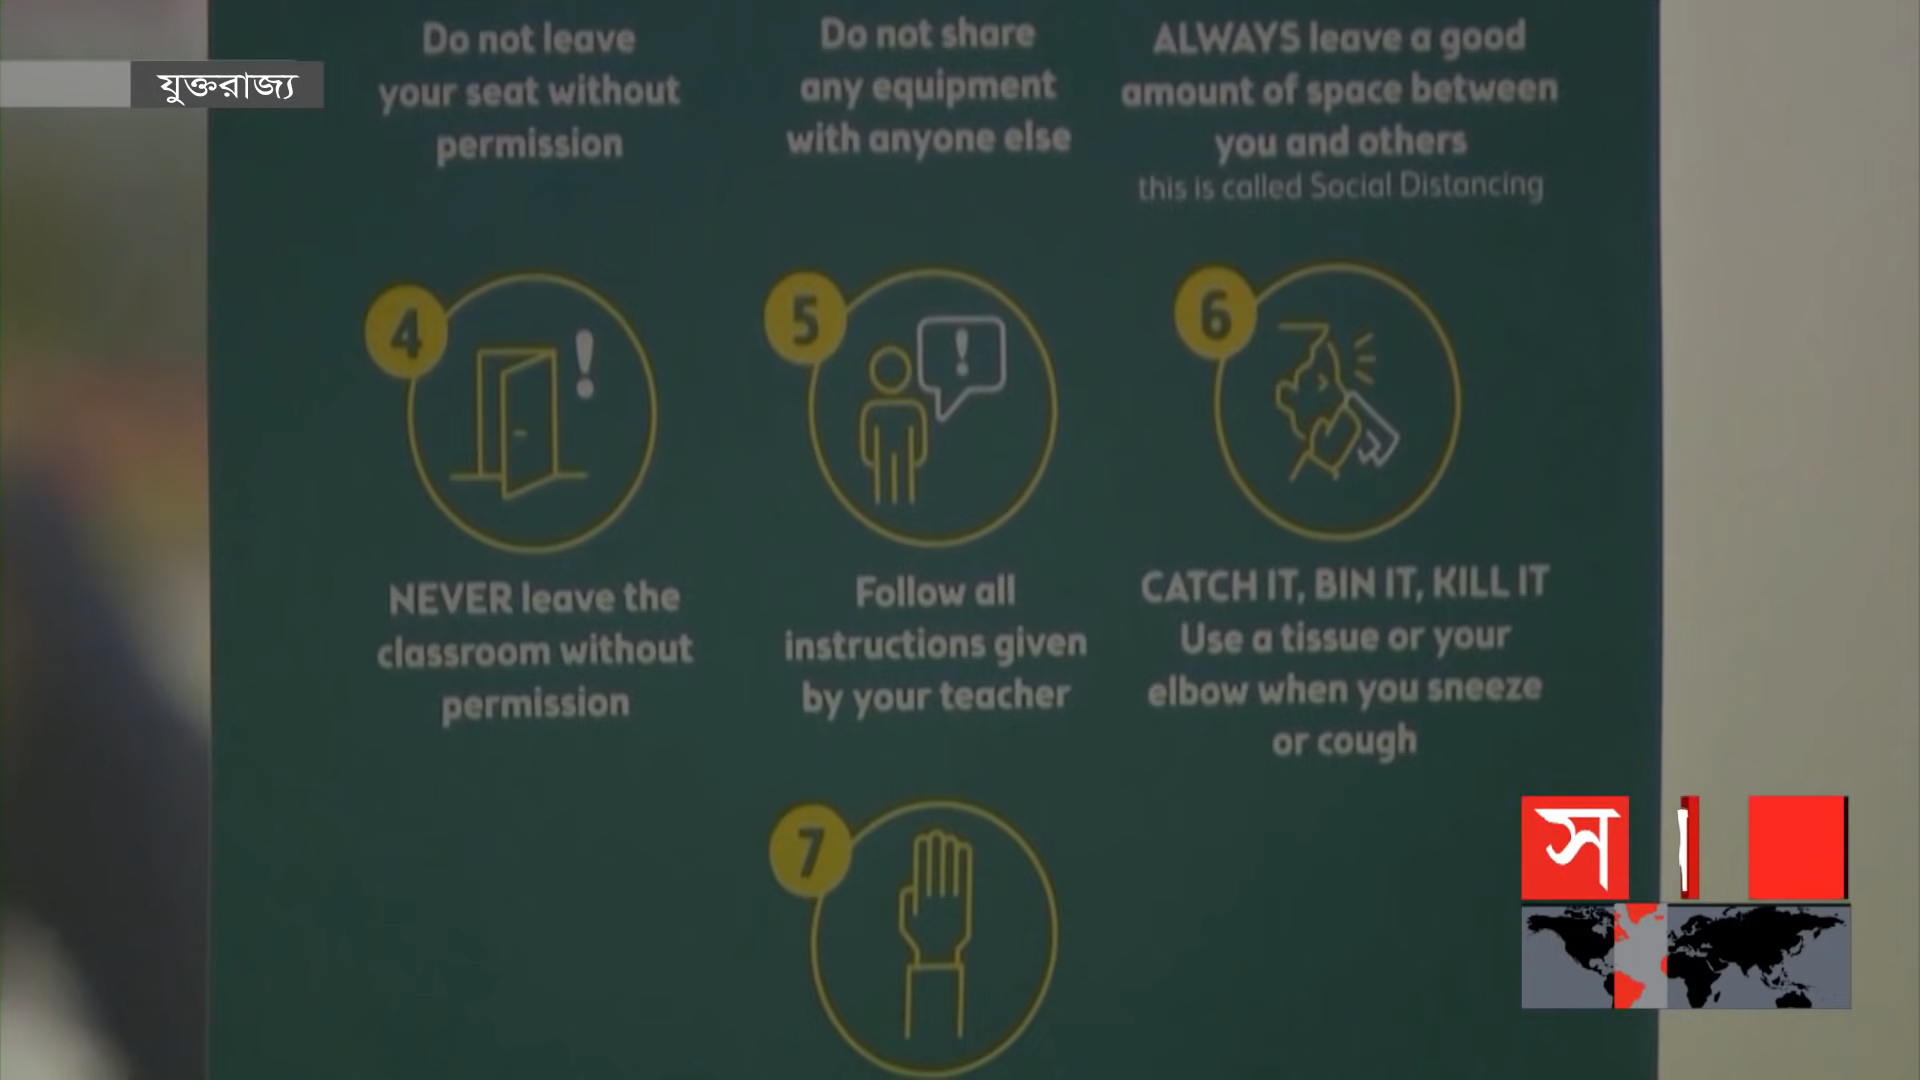 যুক্তরাজ্য
Do not leave
your seat without
permission
Do not share
any equipment
with anyone else
ALWAYS leave a good
amount of space between
you and others
this is called Social Distancing
4
NEVER leave the
classroom without
permission
5
Follow all
instructions given
by your teacher
6
CATCH IT, BIN IT, KILL IT
Use a tissue or your
elbow when you sneeze
or cough
7
স